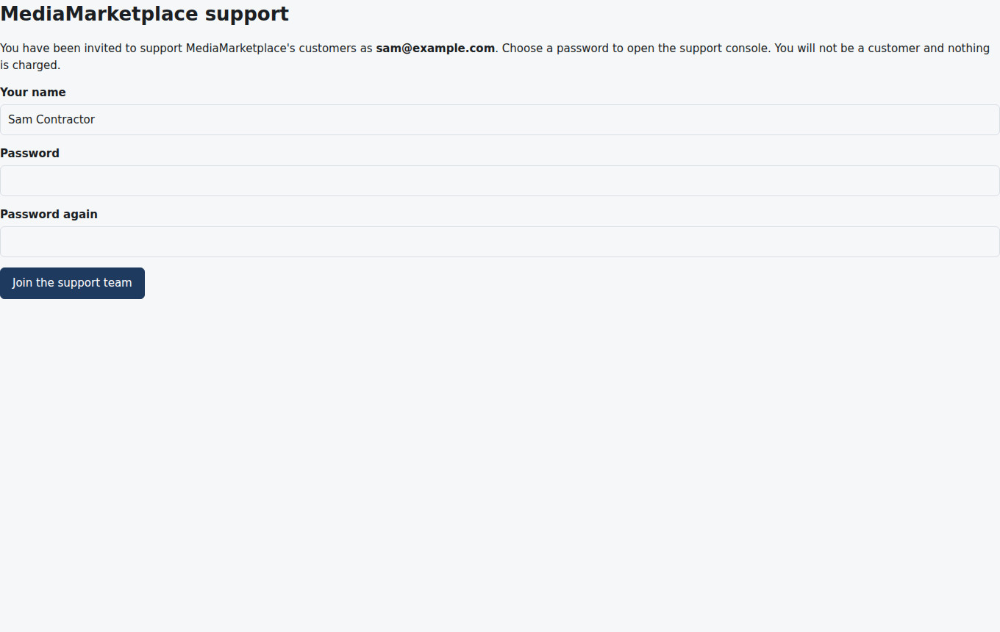 MediaMarketplace support
You have been invited to support MediaMarketplace's customers as sam@example.com. Choose a password to open the support console. You will not be a customer and nothing
is charged.
Your name
Sam Contractor
Password
Password again
Join the support team